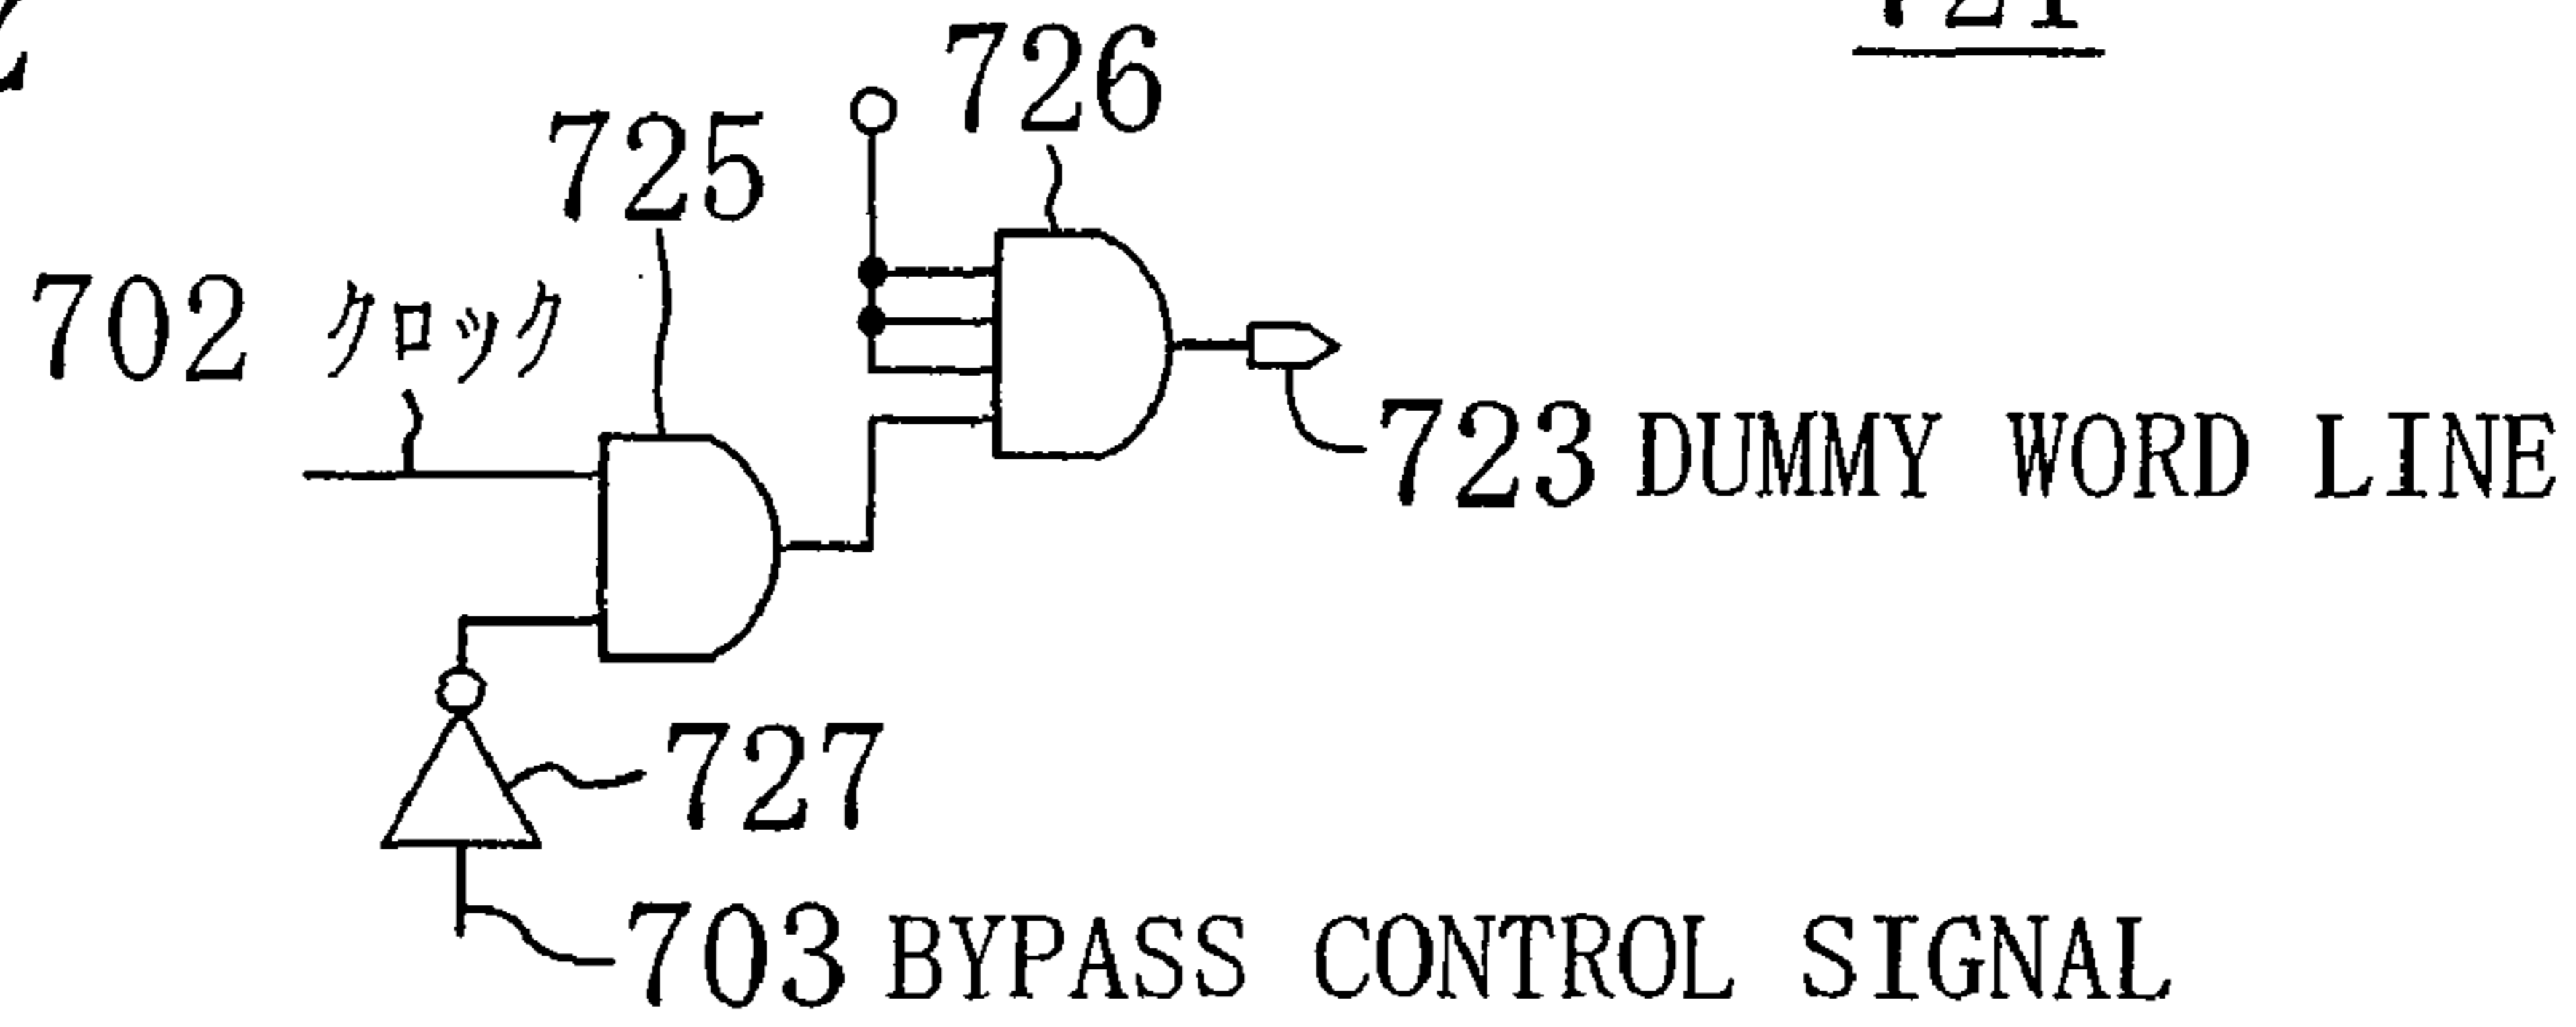 726
725
702 クロック
723 DUMMY WORD LINE
727
703 BYPASS CONTROL SIGNAL